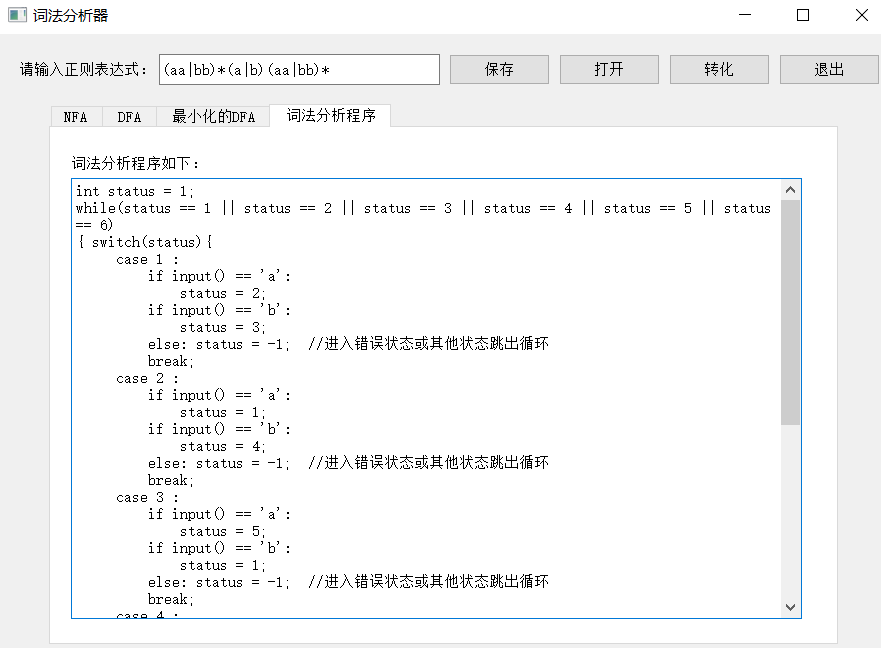 词法分析器
请输入正则表达式： (aa|bb)*(a|b)(aa|bb)* 保存 打开 转化 退出
NFA DFA 最小化的DFA 词法分析程序
词法分析程序如下：
int status = 1;
while(status == 1 || status == 2 || status == 3 || status == 4 || status == 5 || status
== 6)
{ switch(status){
case 1 :
if input() == 'a':
status = 2;
if input() == 'b':
status = 3;
else: status = -1; //进入错误状态或其他状态跳出循环
break;
case 2 :
if input() == 'a':
status = 1;
if input() == 'b':
status = 4;
else: status = -1; //进入错误状态或其他状态跳出循环
break;
case 3 :
if input() == 'a':
status = 5;
if input() == 'b':
status = 1;
else: status = -1; //进入错误状态或其他状态跳出循环
break;
case 4 :